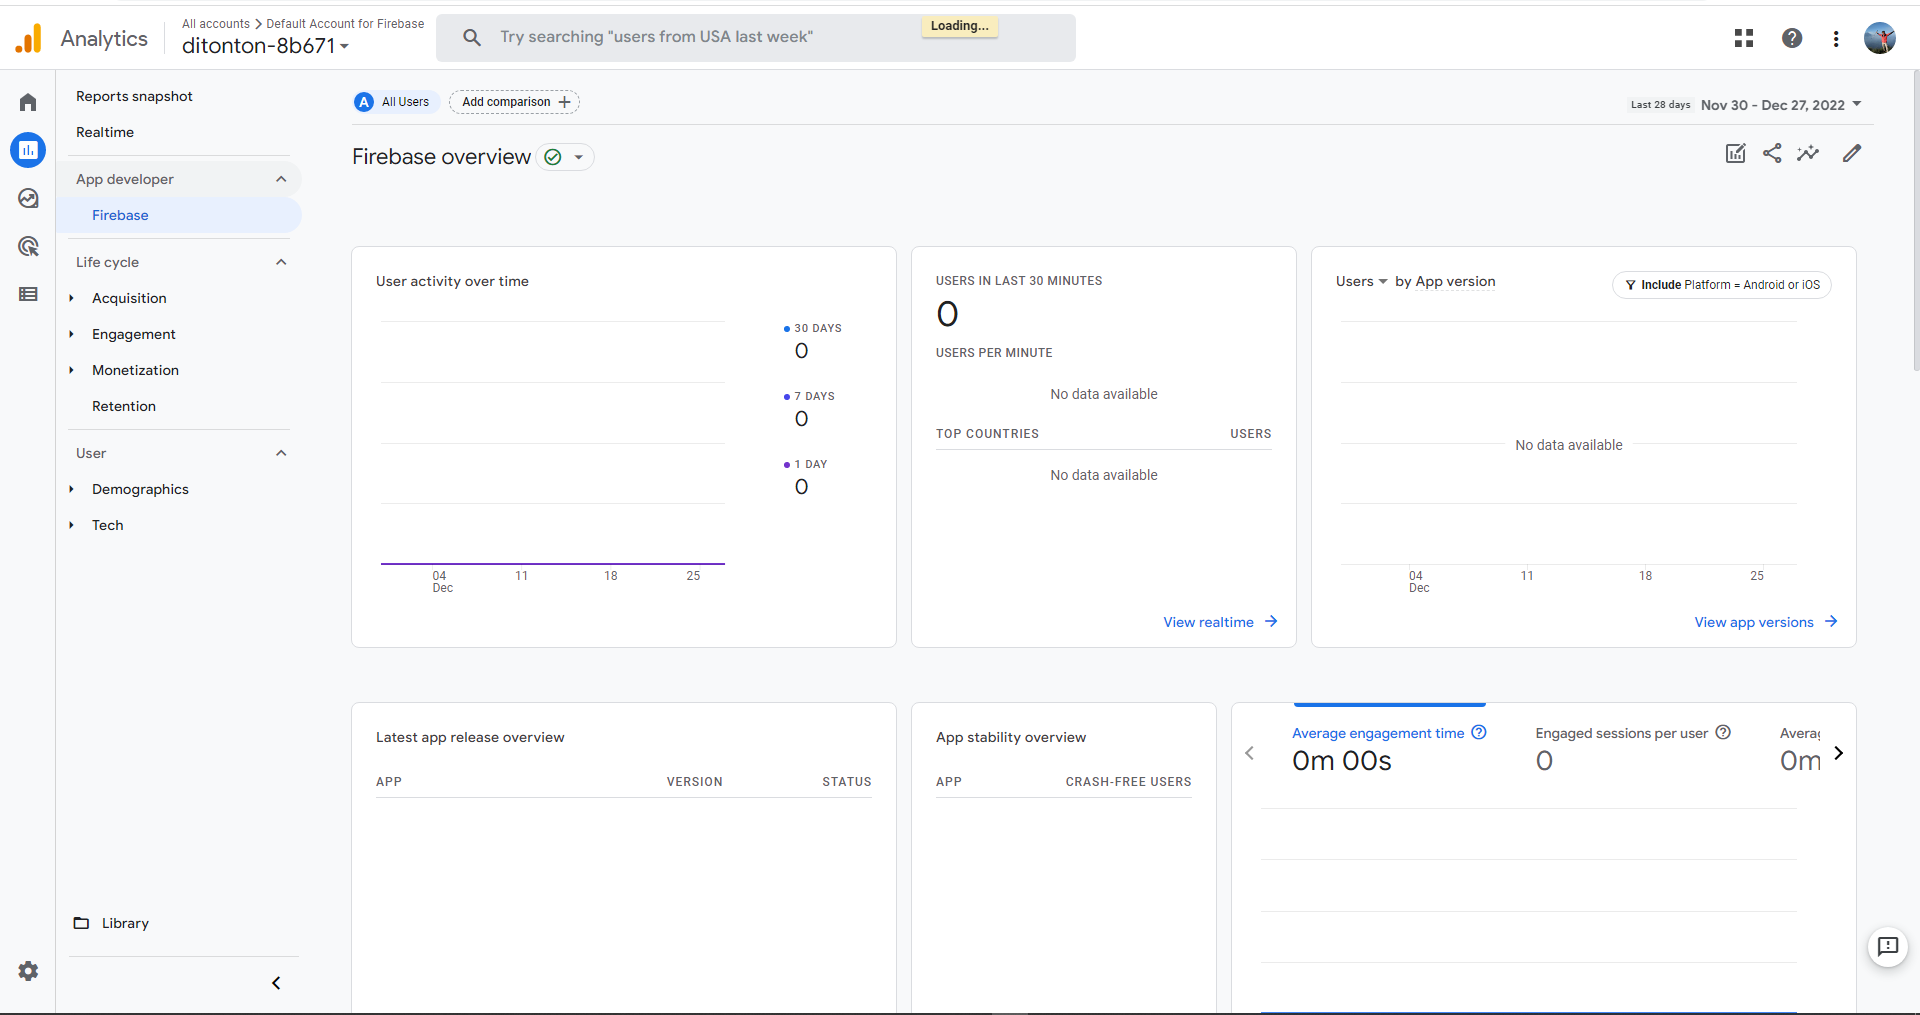 Analytics
All accounts > Default Account for Firebase
ditonton-8b671
Try searching "users from USA last week"
Loading...
Reports snapshot
Realtime
App developer
Firebase
Life cycle
Acquisition
Engagement
Monetization
Retention
User
Demographics
Tech
Library
A All Users
Add comparison +
Last 28 days Nov 30 - Dec 27, 2022
Firebase overview
User activity over time
30 DAYS
0
7 DAYS
0
1 DAY
0
04 11 18 25
Dec
USERS IN LAST 30 MINUTES
0
USERS PER MINUTE
No data available
TOP COUNTRIES USERS
No data available
View realtime
Users by App version
Include Platform = Android or iOS
No data available
04 11 18 25
Dec
View app versions
Latest app release overview
APP VERSION STATUS
App stability overview
APP CRASH-FREE USERS
Average engagement time
0m 00s
Engaged sessions per user
0
Averag
0m